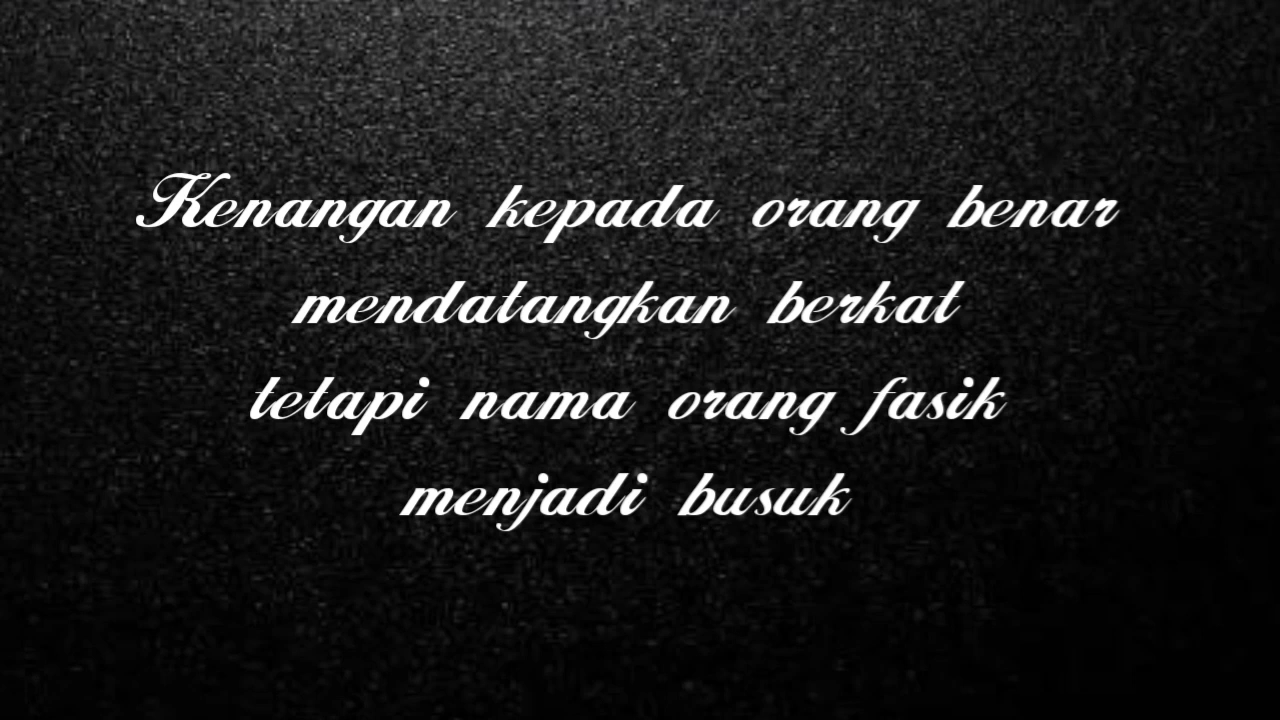 Kenangan kepada orang benar
mendatangkan berkat
tetapi nama orang fasik
menjadi busuk